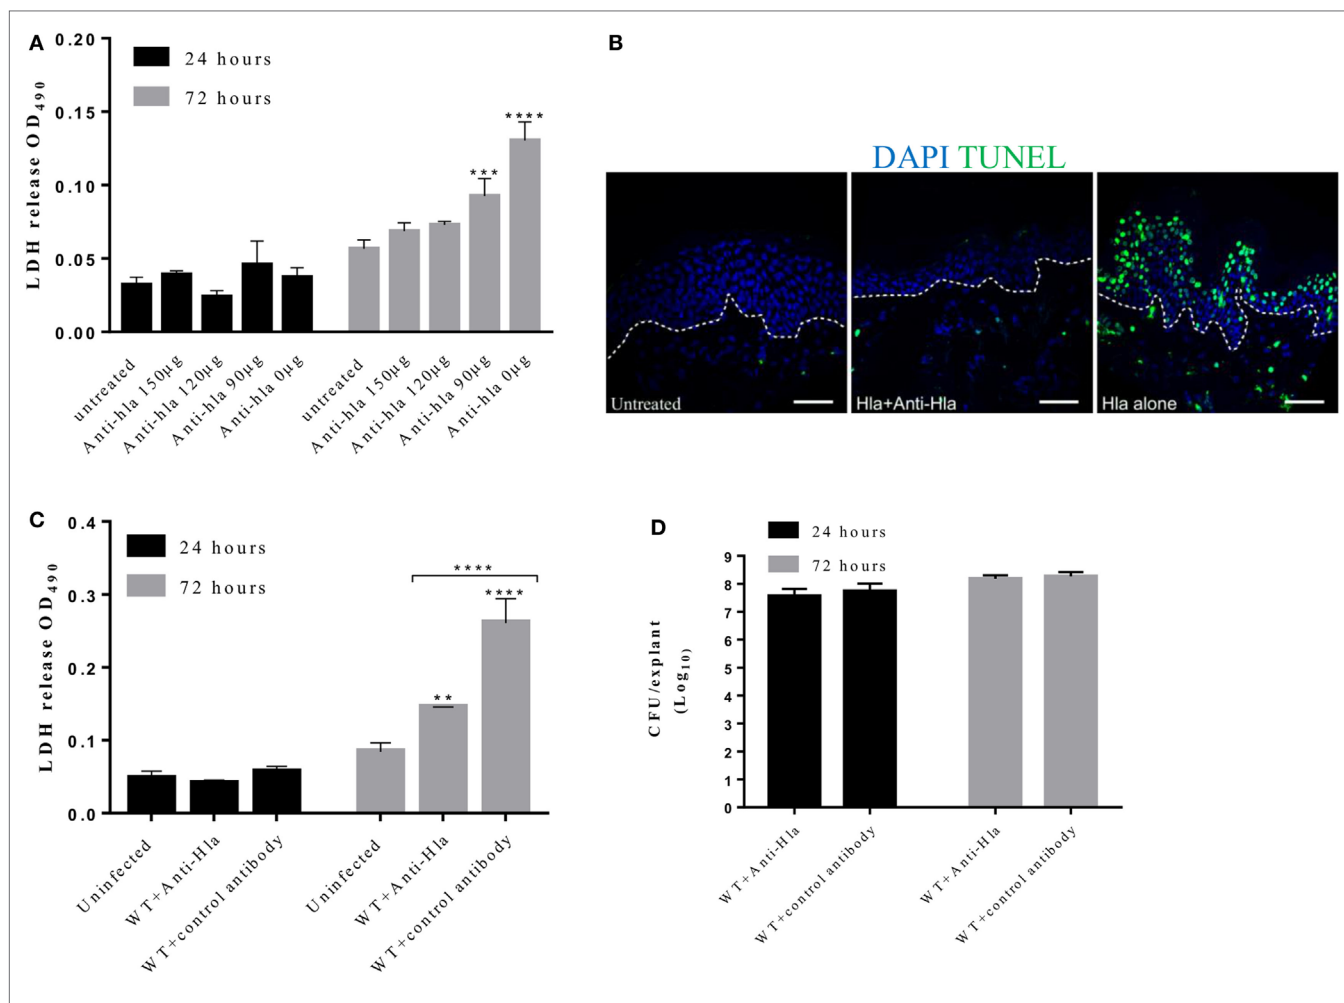 A
0.20
0.15
0.10
0.05
0.00
LDH release OD490
24 hours
72 hours
***
****
untreated
Anti-hla 150µg
Anti-hla 120µg
Anti-hla 90µg
Anti-hla 0µg
untreated
Anti-hla 150µg
Anti-hla 120µg
Anti-hla 90µg
Anti-hla 0µg
B
DAPI TUNEL
Untreated
Hla+Anti-Hla
Hla alone
C
0.4
0.3
0.2
0.1
0.0
LDH release OD490
24 hours
72 hours
****
****
**
Uninfected
WT+Anti-Hla
WT+control antibody
Uninfected
WT+Anti-Hla
WT+control antibody
D
24 hours
72 hours
9
8
7
6
5
4
3
2
1
0
CFU/explant
(Log10)
WT+Anti-Hla
WT+control antibody
WT+Anti-Hla
WT+control antibody